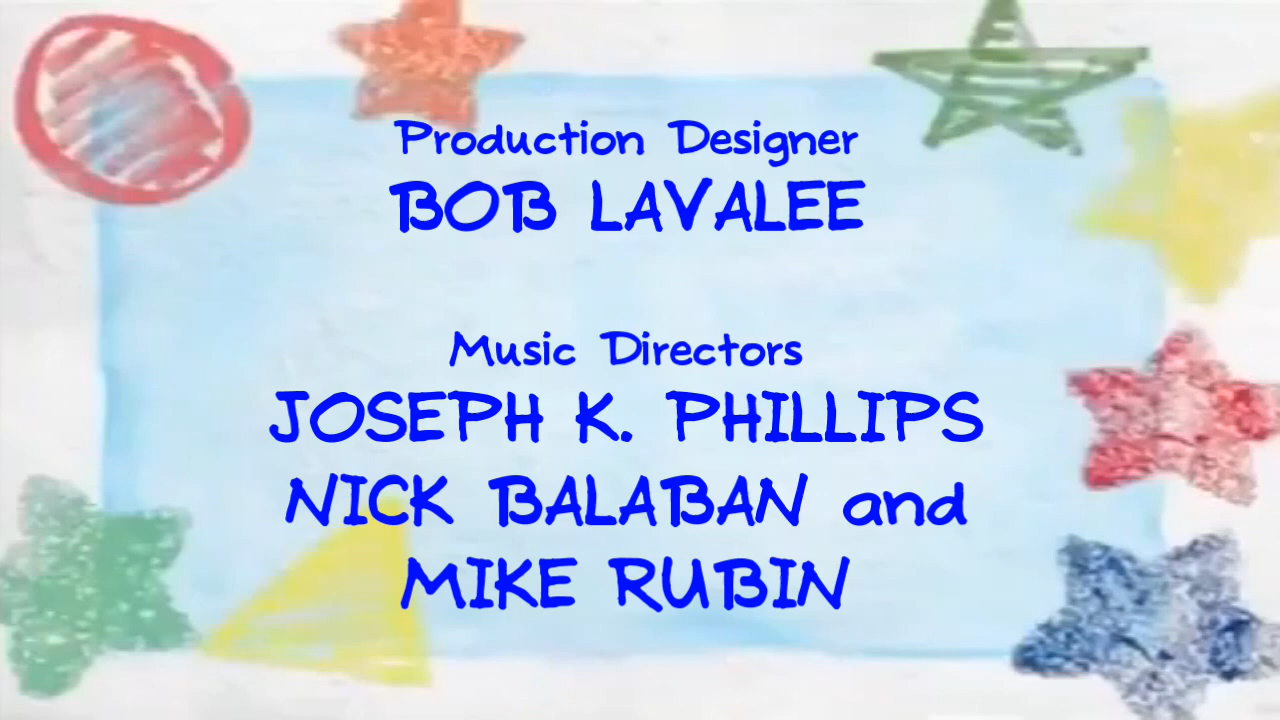 Production Designer
BOB LAVALEE
Music Directors
JOSEPH K. PHILLIPS
NICK BALABAN and
MIKE RUBIN